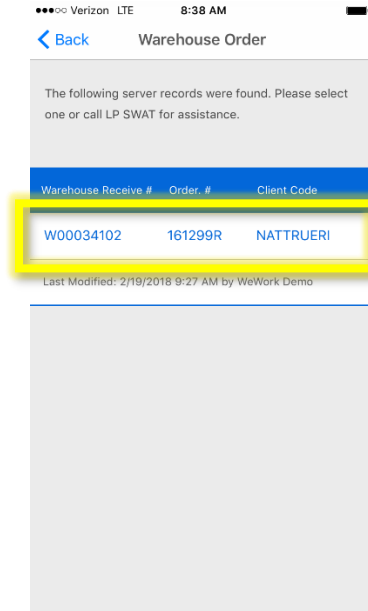 Verizon LTE 8:38 AM
Back Warehouse Order
The following server records were found. Please select
one or call LP SWAT for assistance.
Warehouse Receive # Order. # Client Code
W00034102 161299R NATTRUERI
Last Modified: 2/19/2018 9:27 AM by WeWork Demo